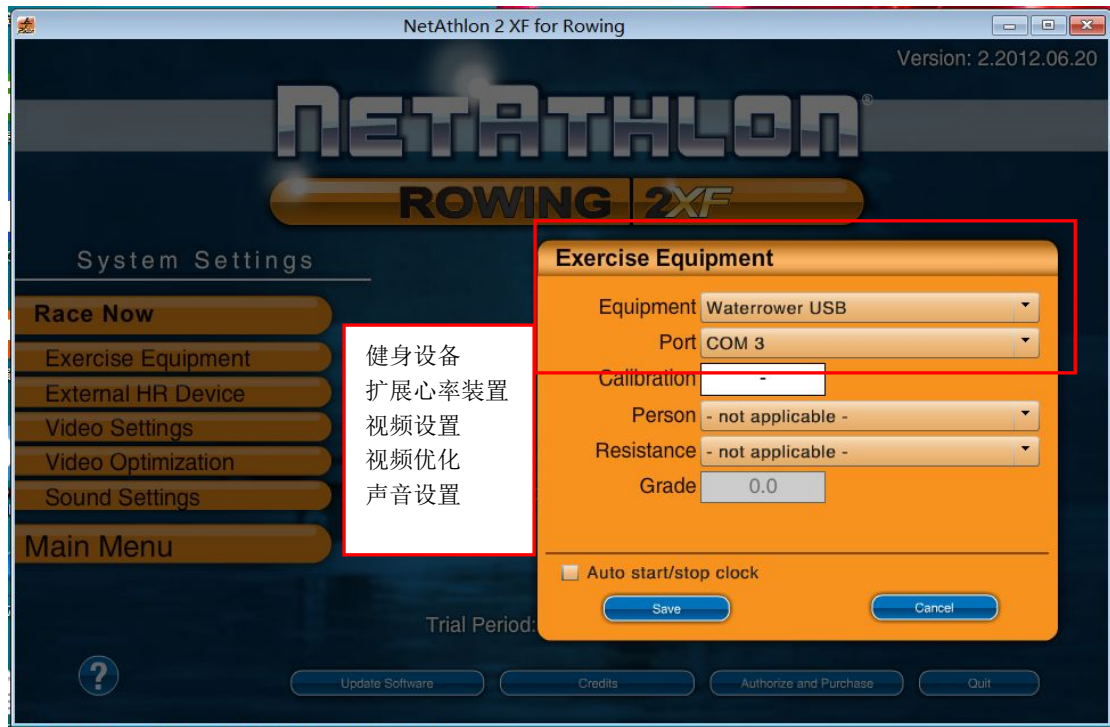 NetAthlon 2 XF for Rowing
Version: 2.2012.06.20
NETATHLON®
ROWING 2XF
System Settings
Race Now
Exercise Equipment
External HR Device
Video Settings
Video Optimization
Sound Settings
Main Menu
健身设备
扩展心率装置
视频设置
视频优化
声音设置
Exercise Equipment
Equipment Waterrower USB
Port COM 3
Calibration -
Person - not applicable -
Resistance - not applicable -
Grade 0.0
Auto start/stop clock
Save Cancel
Trial Period:
? Update Software Credits Authorize and Purchase Quit